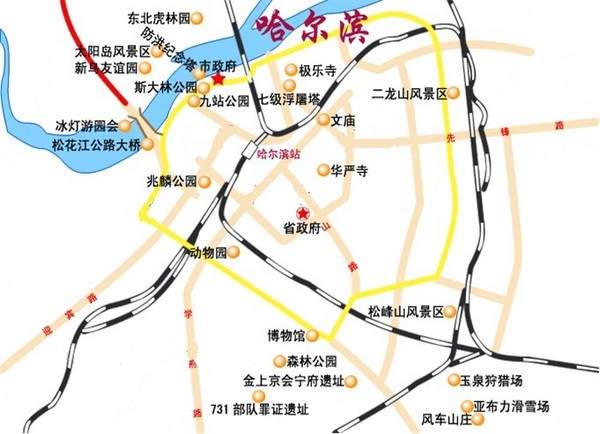 东北虎林园
哈尔滨
防洪纪念塔
太阳岛风景区
市政府
新马友谊园
极乐寺
斯大林公园
七级浮屠塔
二龙山风景区
九站公园
冰灯游园会
文庙
先锋路
松花江公路大桥
哈尔滨站
华严寺
兆麟公园
省政府
山路
动物园
迎宾路
学
路
松峰山风景区
博物馆
森林公园
金上京会宁府遗址
玉泉狩猎场
731 部队罪证遗址
亚布力滑雪场
风车山庄